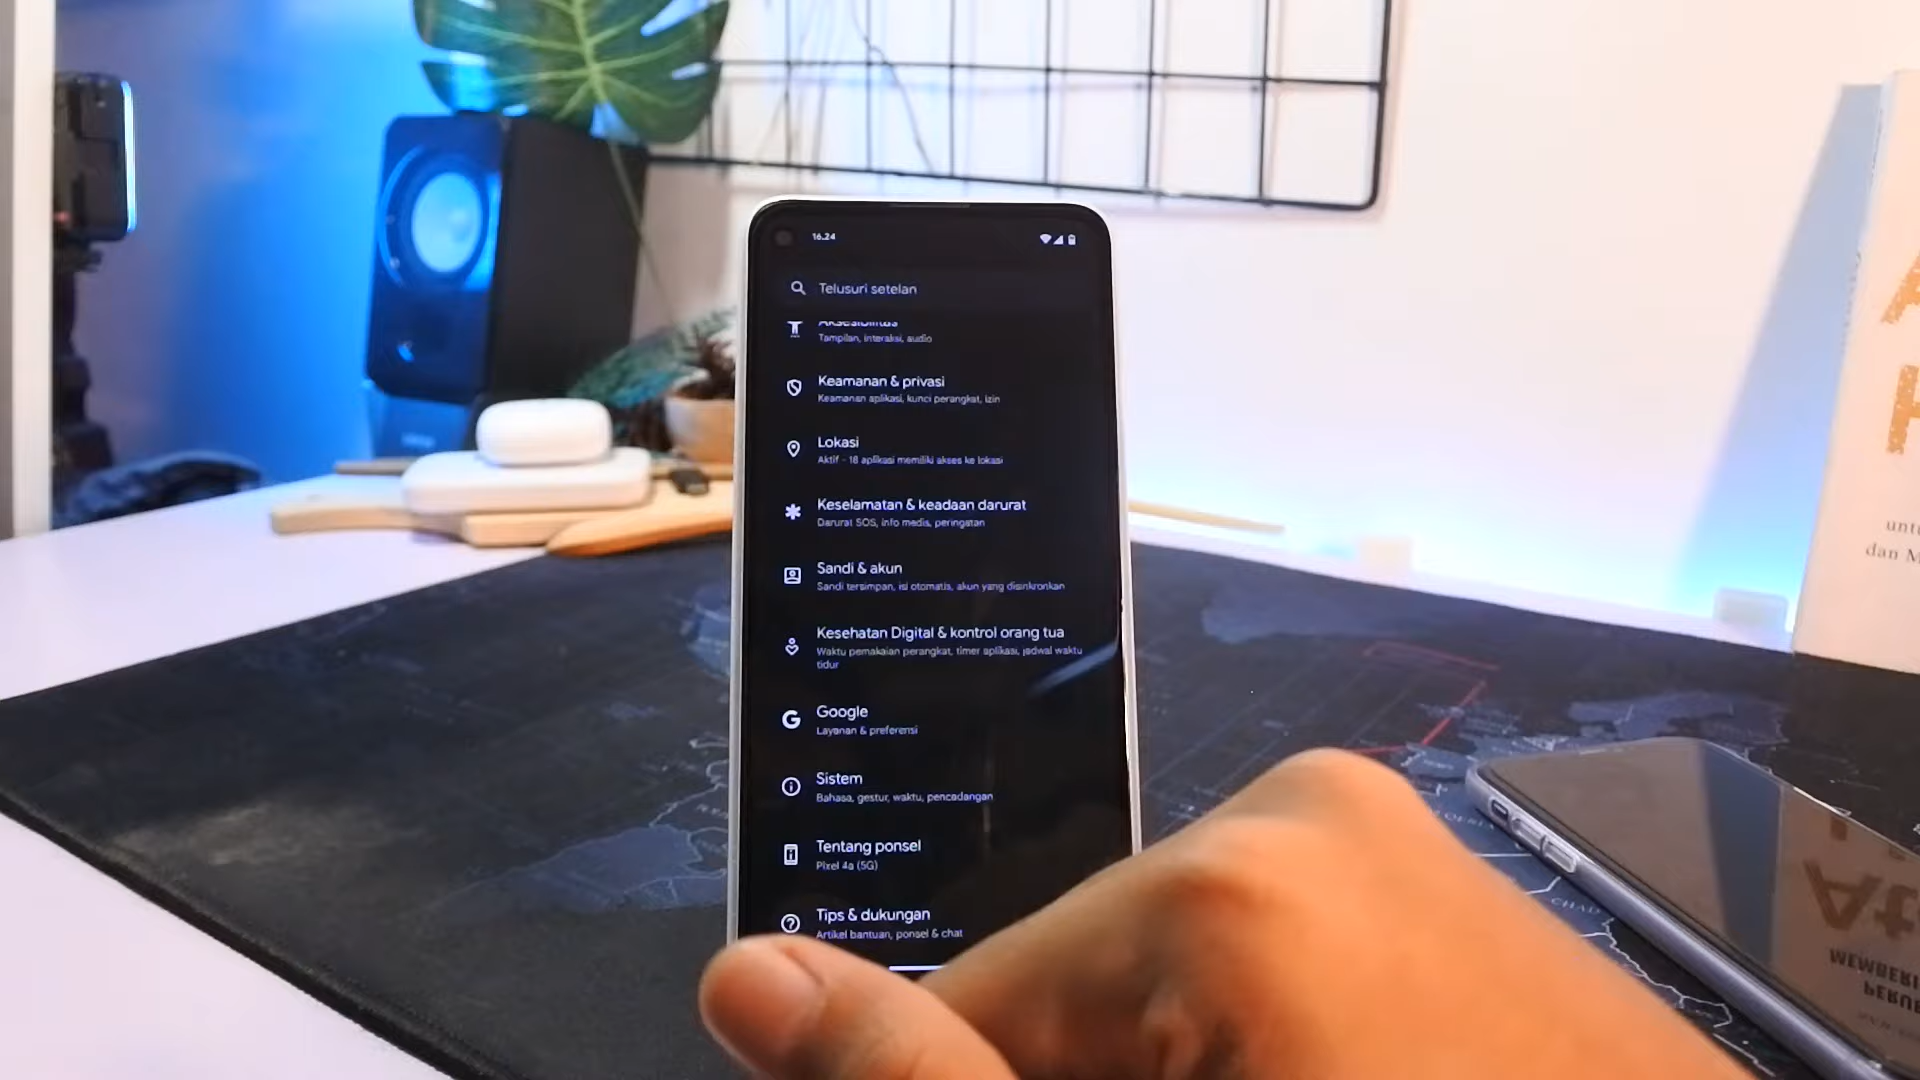 16.24
Telusuri setelan
Aksesibilitas
Tampilan, interaksi, audio
Keamanan & privasi
Keamanan aplikasi, kunci perangkat, izin
Lokasi
Aktif - 18 aplikasi memiliki akses ke lokasi
Keselamatan & keadaan darurat
Darurat SOS, info medis, peringatan
Sandi & akun
Sandi tersimpan, isi otomatis, akun yang disinkronkan
Kesehatan Digital & kontrol orang tua
Waktu pemakaian perangkat, timer aplikasi, jadwal waktu
tidur
Google
Layanan & preferensi
Sistem
Bahasa, gestur, waktu, pencadangan
Tentang ponsel
Pixel 4a (5G)
Tips & dukungan
Artikel bantuan, ponsel & chat
dan M
CHAD